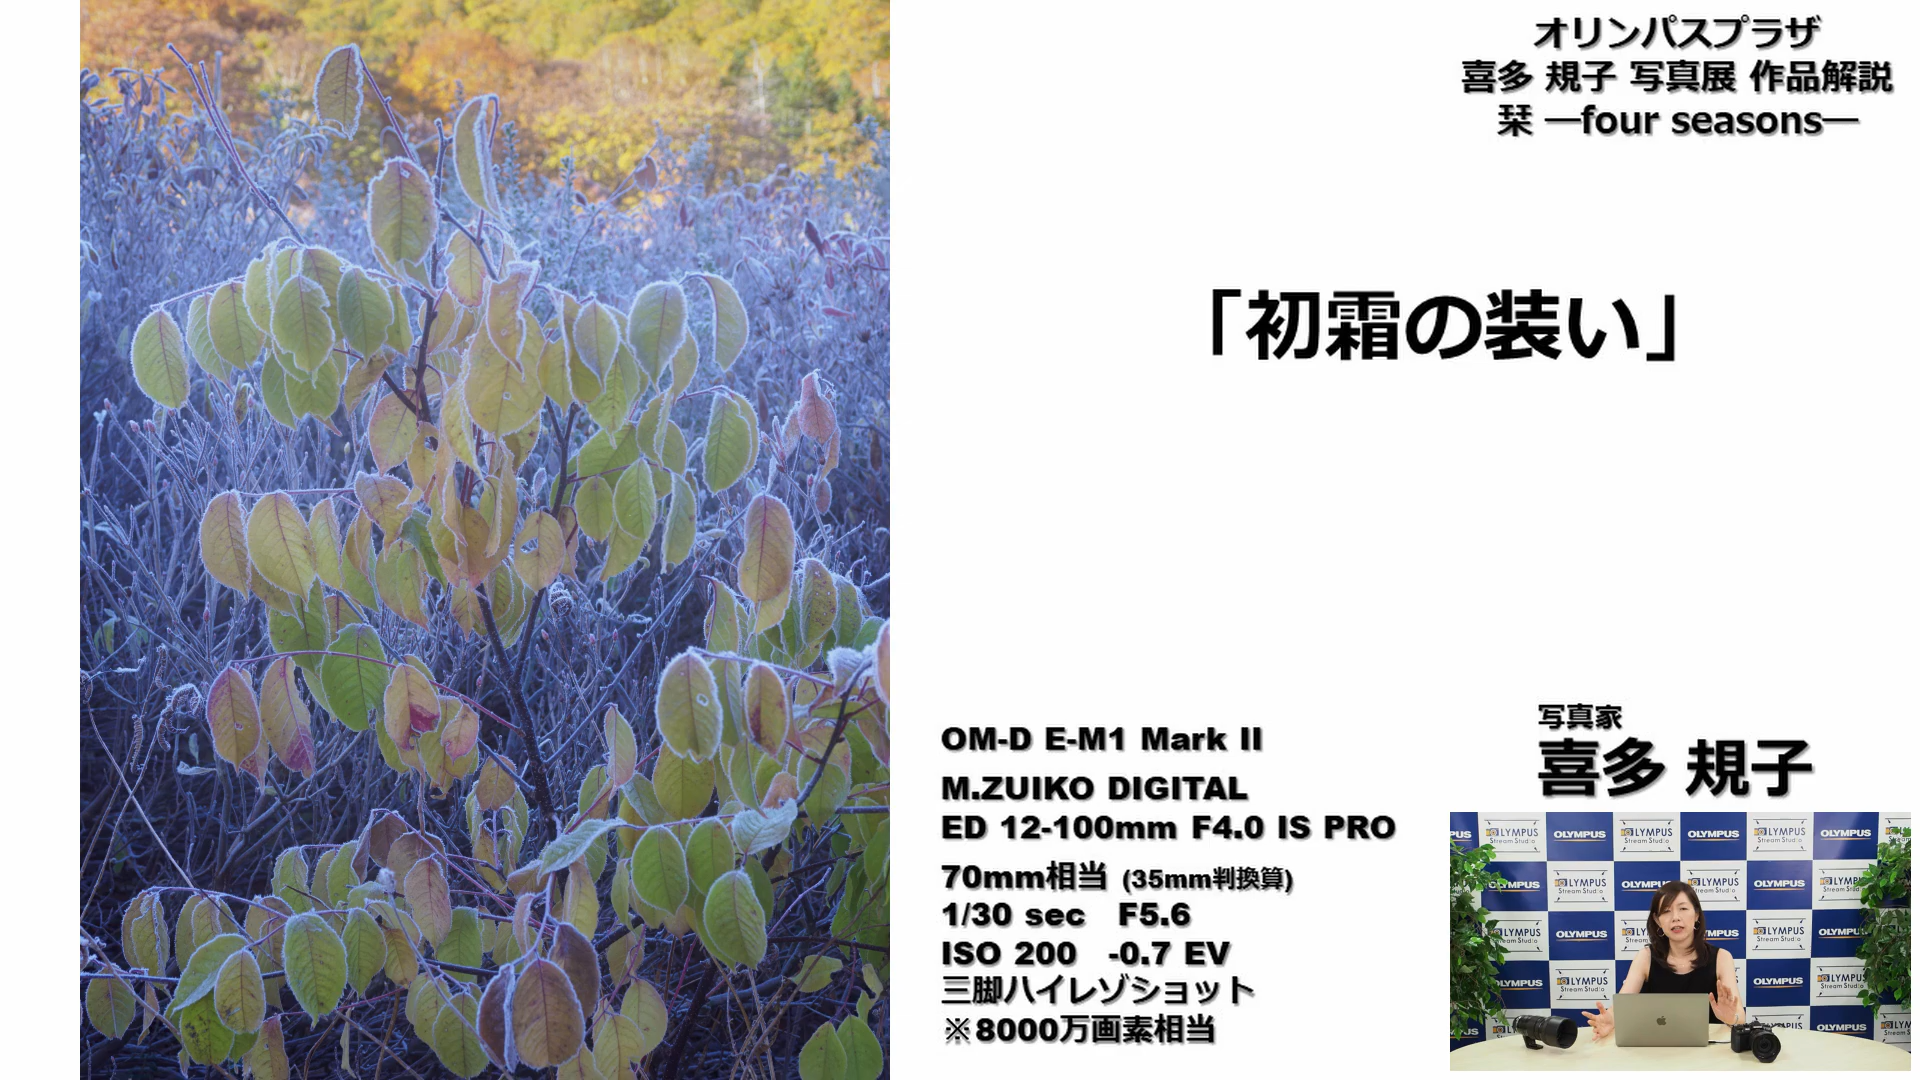 オリンパスプラザ
喜多 規子 写真展 作品解説
栞 ―four seasons―
「初霜の装い」
OM-D E-M1 Mark II
M.ZUIKO DIGITAL
ED 12-100mm F4.0 IS PRO
70mm相当 (35mm判換算)
1/30 sec F5.6
ISO 200 -0.7 EV
三脚ハイレゾショット
※8000万画素相当
写真家
喜多 規子
OLYMPUS
OLYMPUS
Stream Studio